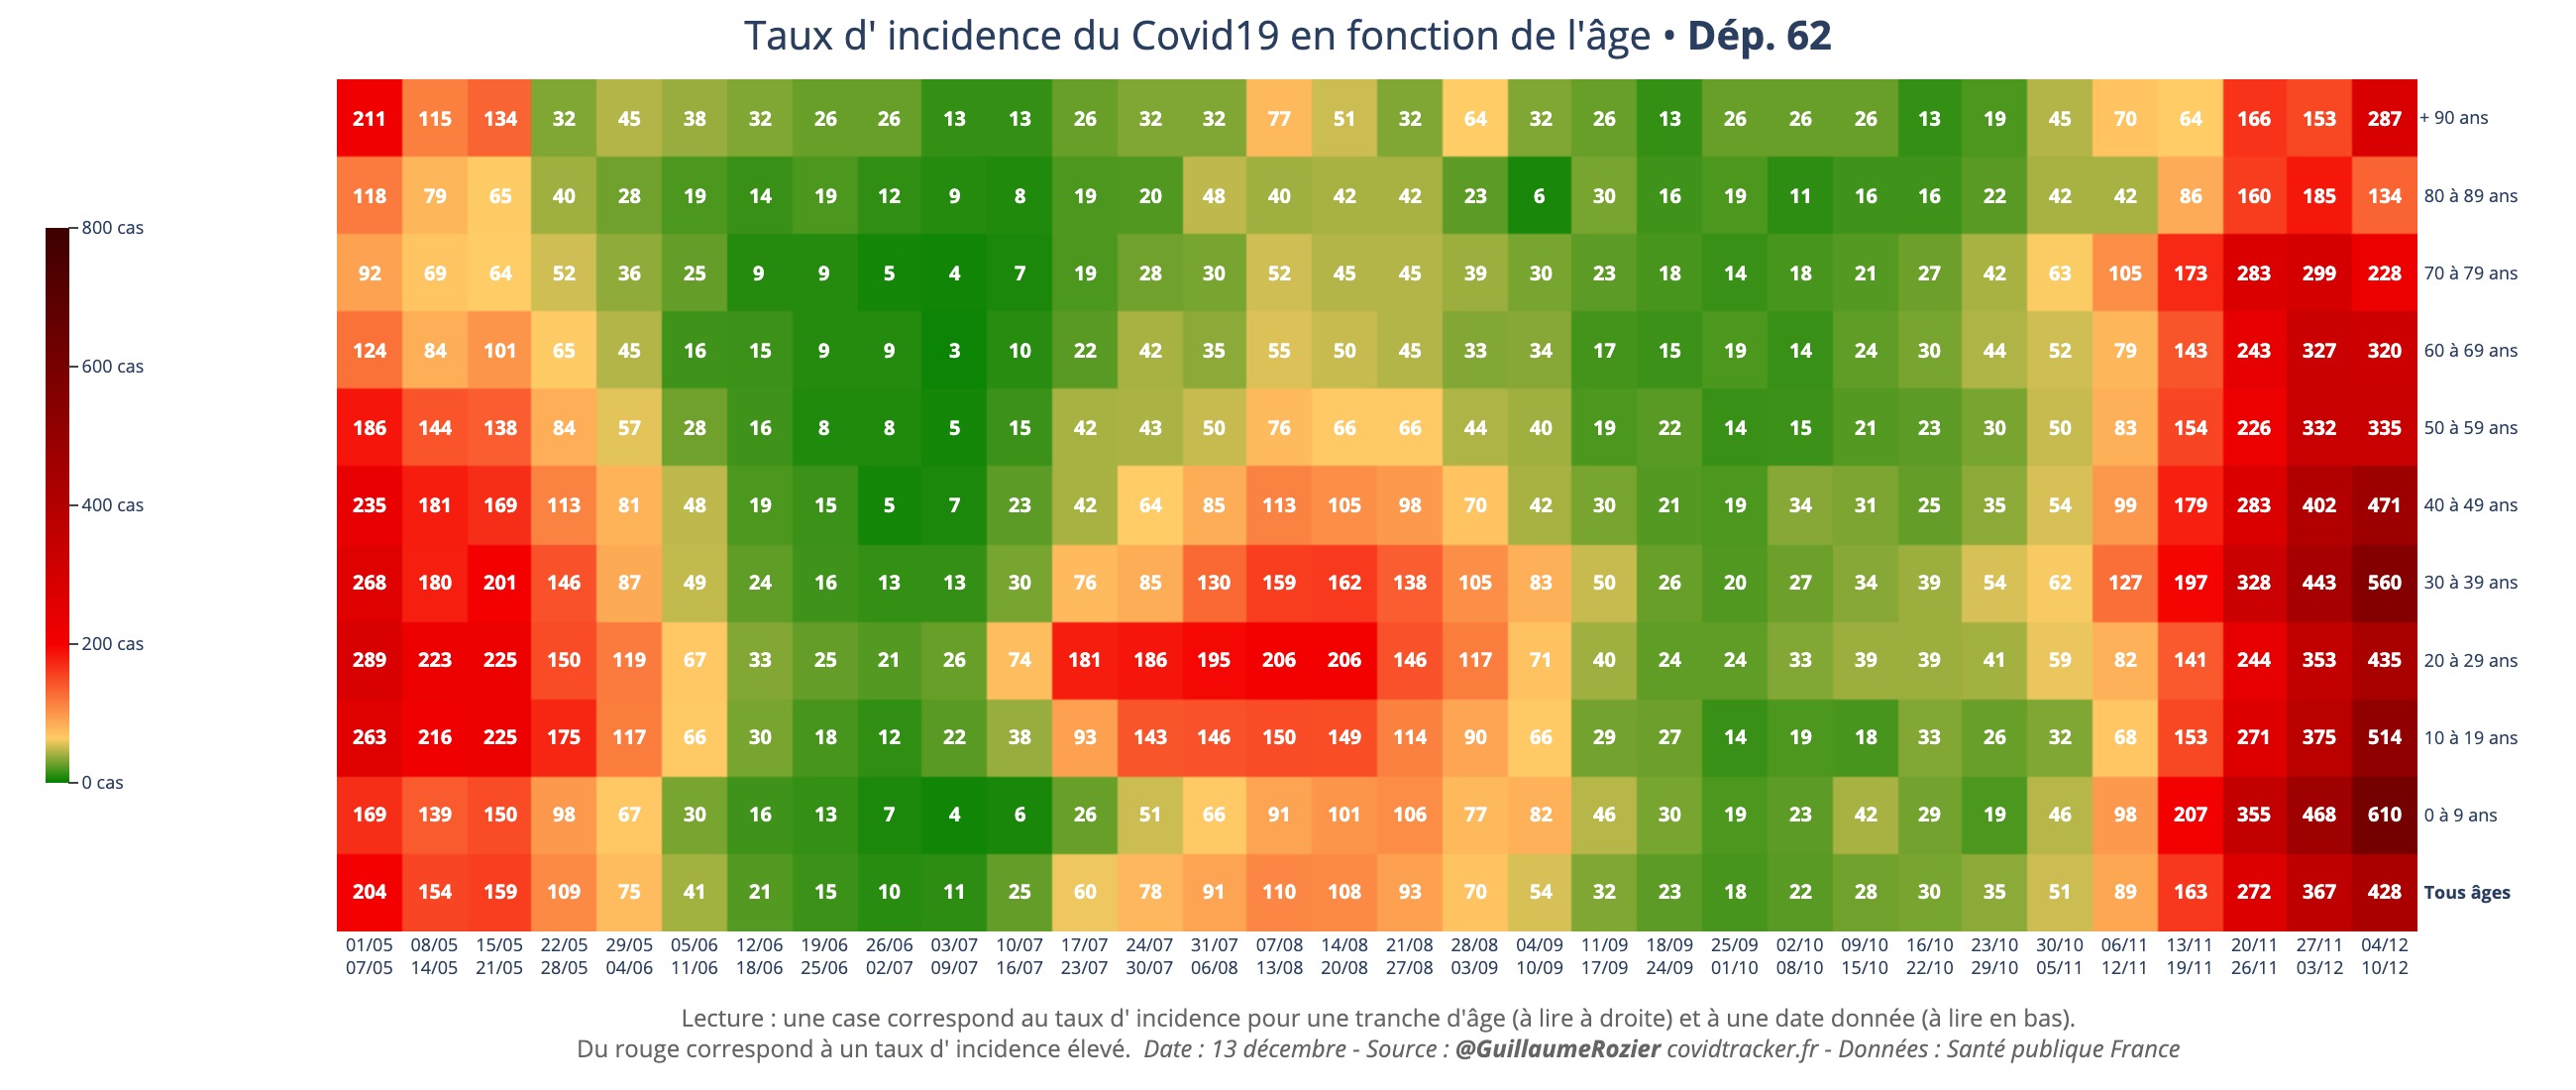 Taux d' incidence du Covid19 en fonction de l'âge • Dép. 62
800 cas
600 cas
400 cas
200 cas
0 cas
211 115 134 32 45 38 32 26 26 13 13 26 32 32 77 51 32 64 32 26 13 26 26 26 13 19 45 70 64 166 153 287 + 90 ans
118 79 65 40 28 19 14 19 12 9 8 19 20 48 40 42 42 23 6 30 16 19 11 16 16 22 42 42 86 160 185 134 80 à 89 ans
92 69 64 52 36 25 9 9 5 4 7 19 28 30 52 45 45 39 30 23 18 14 18 21 27 42 63 105 173 283 299 228 70 à 79 ans
124 84 101 65 45 16 15 9 9 3 10 22 42 35 55 50 45 33 34 17 15 19 14 24 30 44 52 79 143 243 327 320 60 à 69 ans
186 144 138 84 57 28 16 8 8 5 15 42 43 50 76 66 66 44 40 19 22 14 15 21 23 30 50 83 154 226 332 335 50 à 59 ans
235 181 169 113 81 48 19 15 5 7 23 42 64 85 113 105 98 70 42 30 21 19 34 31 25 35 54 99 179 283 402 471 40 à 49 ans
268 180 201 146 87 49 24 16 13 13 30 76 85 130 159 162 138 105 83 50 26 20 27 34 39 54 62 127 197 328 443 560 30 à 39 ans
289 223 225 150 119 67 33 25 21 26 74 181 186 195 206 206 146 117 71 40 24 24 33 39 39 41 59 82 141 244 353 435 20 à 29 ans
263 216 225 175 117 66 30 18 12 22 38 93 143 146 150 149 114 90 66 29 27 14 19 18 33 26 32 68 153 271 375 514 10 à 19 ans
169 139 150 98 67 30 16 13 7 4 6 26 51 66 91 101 106 77 82 46 30 19 23 42 29 19 46 98 207 355 468 610 0 à 9 ans
204 154 159 109 75 41 21 15 10 11 25 60 78 91 110 108 93 70 54 32 23 18 22 28 30 35 51 89 163 272 367 428 Tous âges
01/05 08/05 15/05 22/05 29/05 05/06 12/06 19/06 26/06 03/07 10/07 17/07 24/07 31/07 07/08 14/08 21/08 28/08 04/09 11/09 18/09 25/09 02/10 09/10 16/10 23/10 30/10 06/11 13/11 20/11 27/11 04/12
07/05 14/05 21/05 28/05 04/06 11/06 18/06 25/06 02/07 09/07 16/07 23/07 30/07 06/08 13/08 20/08 27/08 03/09 10/09 17/09 24/09 01/10 08/10 15/10 22/10 29/10 05/11 12/11 19/11 26/11 03/12 10/12
Lecture : une case correspond au taux d' incidence pour une tranche d'âge (à lire à droite) et à une date donnée (à lire en bas).
Du rouge correspond à un taux d' incidence élevé. Date : 13 décembre - Source : @GuillaumeRozier covidtracker.fr - Données : Santé publique France